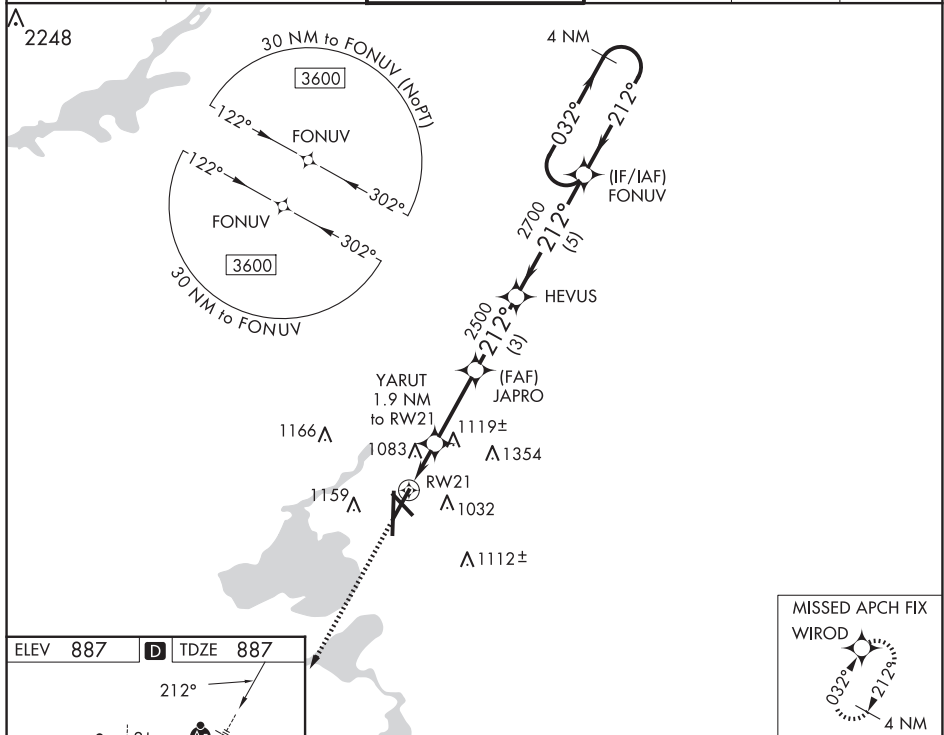 2248
30 NM to FONUV (NoPT)
3600
122°
FONUV
302°
122°
FONUV
302°
3600
30 NM to FONUV
4 NM
032°
212°
(IF/IAF)
FONUV
2700
212°
(5)
HEVUS
2500
212°
(3)
(FAF)
JAPRO
YARUT
1.9 NM
to RW21
1166
1083
1119±
1354
RW21
1159
1032
1112±
MISSED APCH FIX
WIROD
032°
212°
4 NM
ELEV 887 D TDZE 887
212°